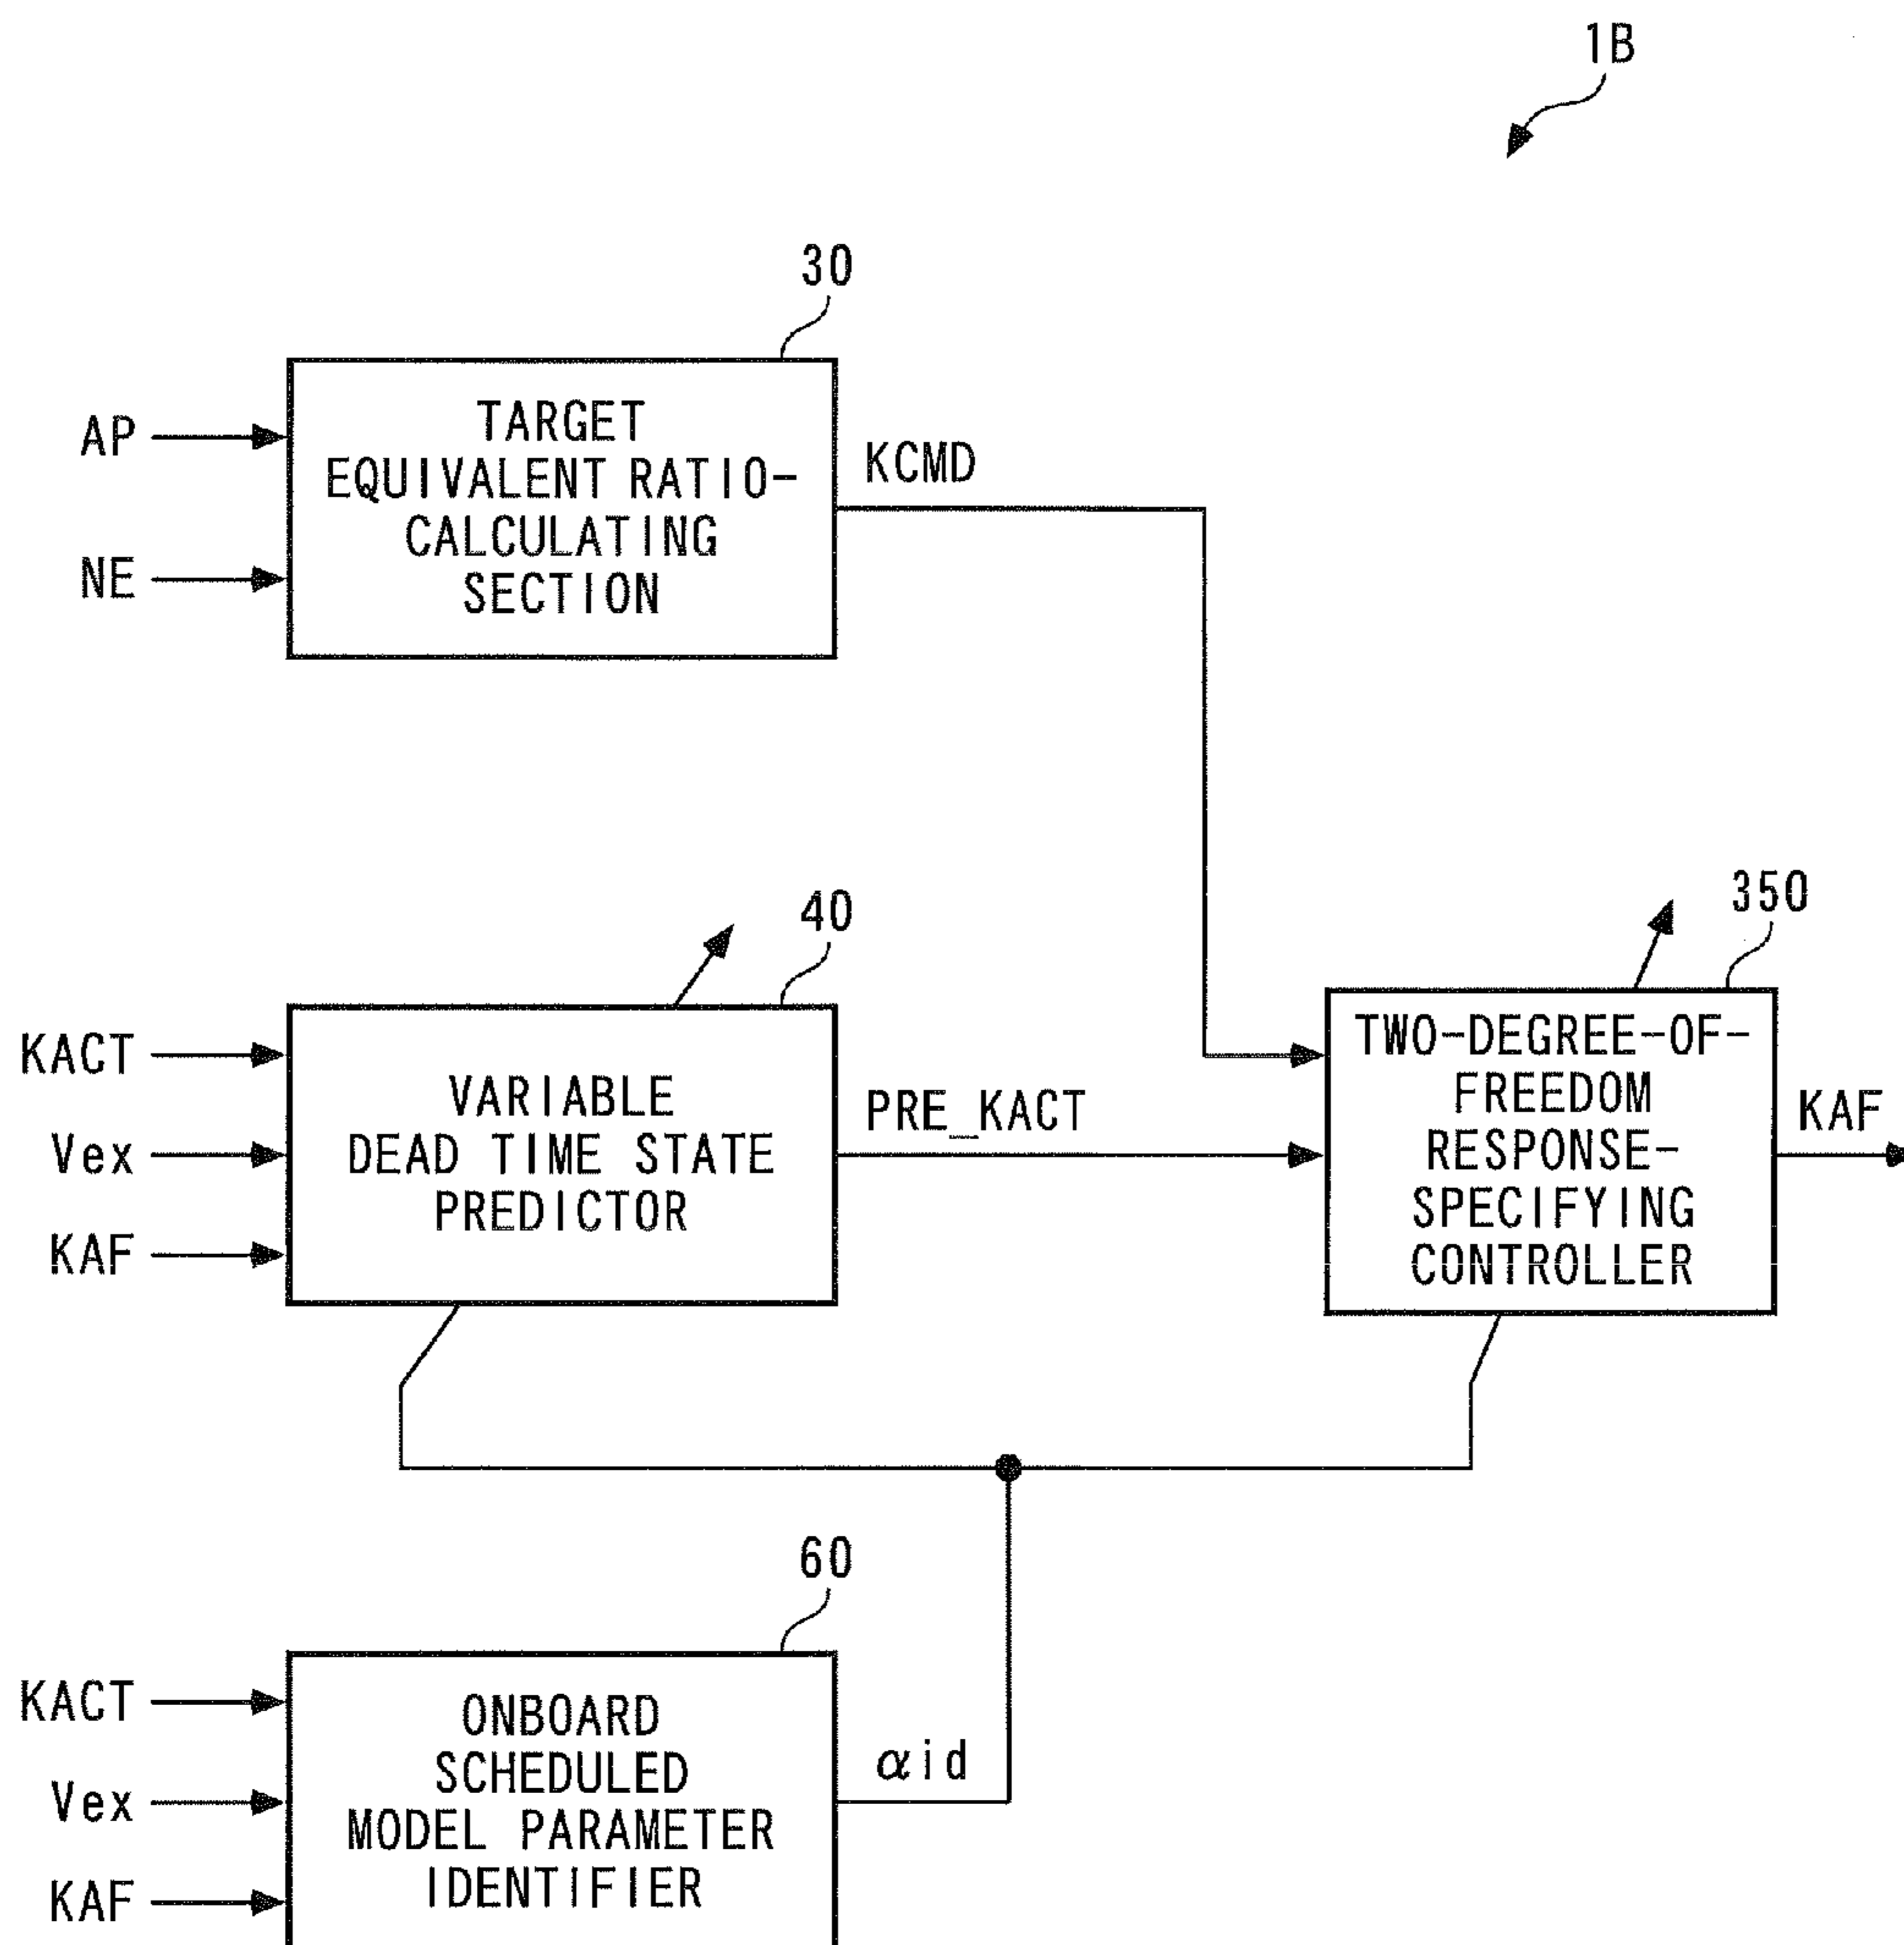 1B
30
AP
NE
TARGET
EQUIVALENT RATIO-
CALCULATING
SECTION
KCMD
40
KACT
Vex
KAF
VARIABLE
DEAD TIME STATE
PREDICTOR
PRE_KACT
350
TWO-DEGREE-OF-
FREEDOM
RESPONSE-
SPECIFYING
CONTROLLER
KAF
60
KACT
Vex
KAF
ONBOARD
SCHEDULED
MODEL PARAMETER
IDENTIFIER
αid